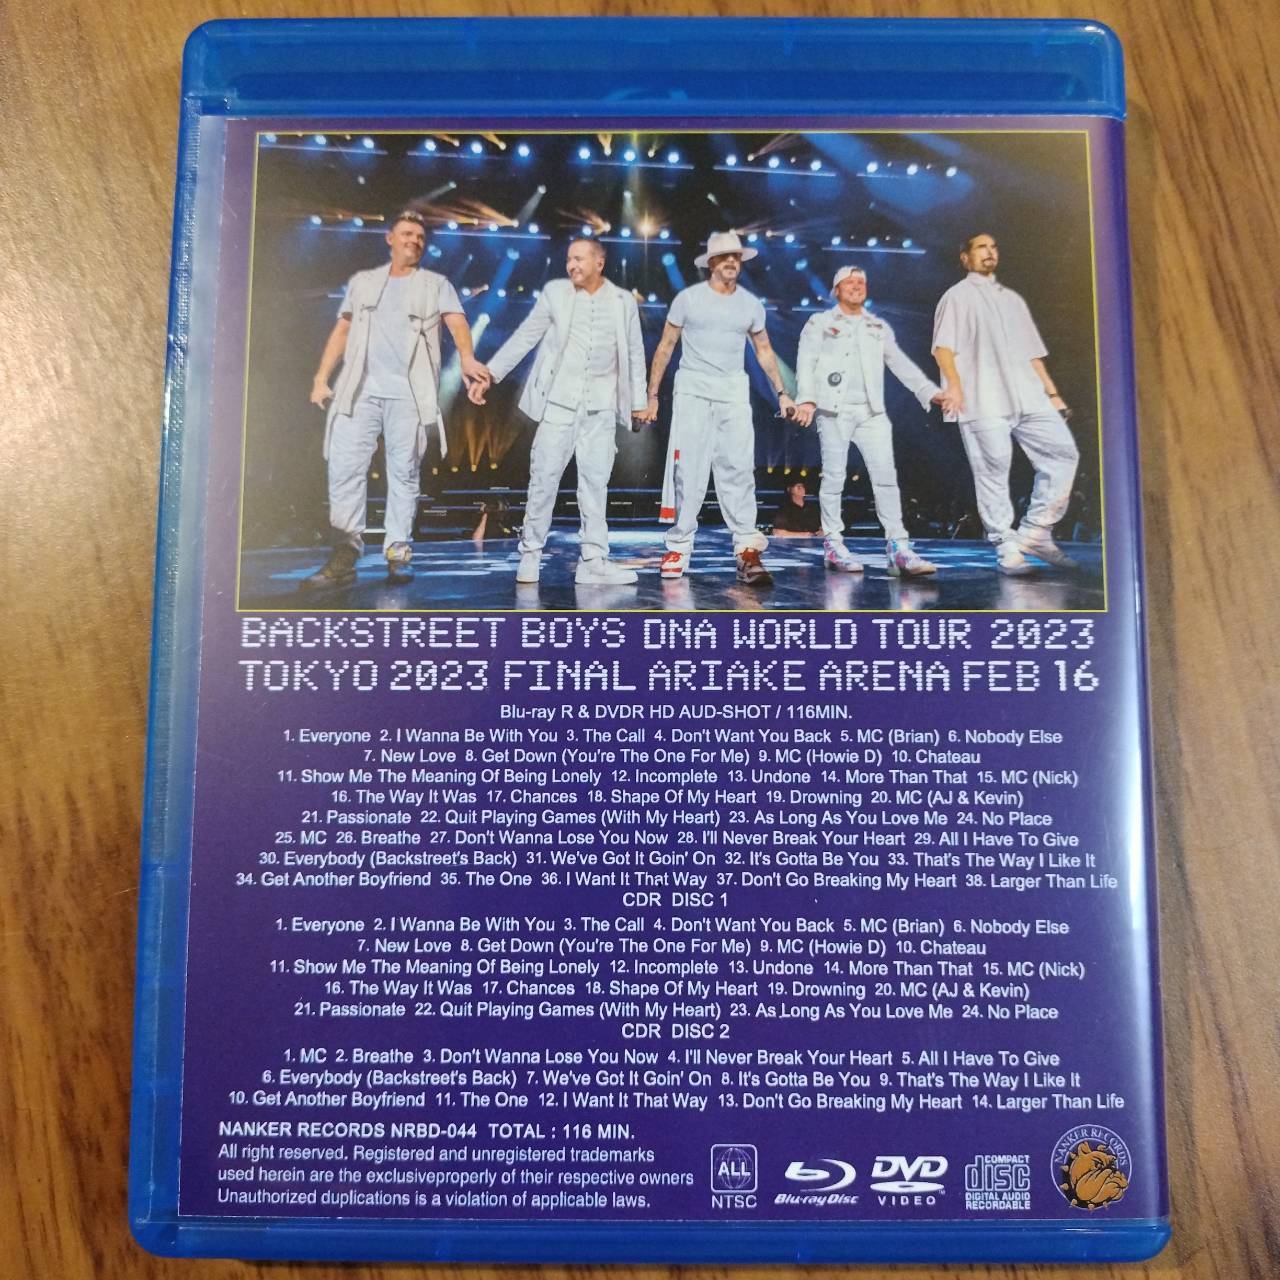 BACKSTREET BOYS DNA WORLD TOUR 2023
TOKYO 2023 FINAL ARIAKE ARENA FEB 16
Blu-ray R & DVDR HD AUD-SHOT / 116MIN.
1. Everyone 2. I Wanna Be With You 3. The Call 4. Don't Want You Back 5. MC (Brian) 6. Nobody Else
7. New Love 8. Get Down (You're The One For Me) 9. MC (Howie D) 10. Chateau
11. Show Me The Meaning Of Being Lonely 12. Incomplete 13. Undone 14. More Than That 15. MC (Nick)
16. The Way It Was 17. Chances 18. Shape Of My Heart 19. Drowning 20. MC (AJ & Kevin)
21. Passionate 22. Quit Playing Games (With My Heart) 23. As Long As You Love Me 24. No Place
25. MC 26. Breathe 27. Don't Wanna Lose You Now 28. I'll Never Break Your Heart 29. All I Have To Give
30. Everybody (Backstreet's Back) 31. We've Got It Goin' On 32. It's Gotta Be You 33. That's The Way I Like It
34. Get Another Boyfriend 35. The One 36. I Want It That Way 37. Don't Go Breaking My Heart 38. Larger Than Life
CDR DISC 1
1. Everyone 2. I Wanna Be With You 3. The Call 4. Don't Want You Back 5. MC (Brian) 6. Nobody Else
7. New Love 8. Get Down (You're The One For Me) 9. MC (Howie D) 10. Chateau
11. Show Me The Meaning Of Being Lonely 12. Incomplete 13. Undone 14. More Than That 15. MC (Nick)
16. The Way It Was 17. Chances 18. Shape Of My Heart 19. Drowning 20. MC (AJ & Kevin)
21. Passionate 22. Quit Playing Games (With My Heart) 23. As Long As You Love Me 24. No Place
CDR DISC 2
1. MC 2. Breathe 3. Don't Wanna Lose You Now 4. I'll Never Break Your Heart 5. All I Have To Give
6. Everybody (Backstreet's Back) 7. We've Got It Goin' On 8. It's Gotta Be You 9. That's The Way I Like It
10. Get Another Boyfriend 11. The One 12. I Want It That Way 13. Don't Go Breaking My Heart 14. Larger Than Life
NANKER RECORDS NRBD-044 TOTAL : 116 MIN.
All right reserved. Registered and unregistered trademarks
used herein are the exclusiveproperly of their respective owners
Unauthorized duplications is a violation of applicable laws.
ALL
NTSC
Blu-ray Disc
DVD
VIDEO
COMPACT
disc
DIGITAL AUDIO
RECORDABLE
NANKER RECORDS